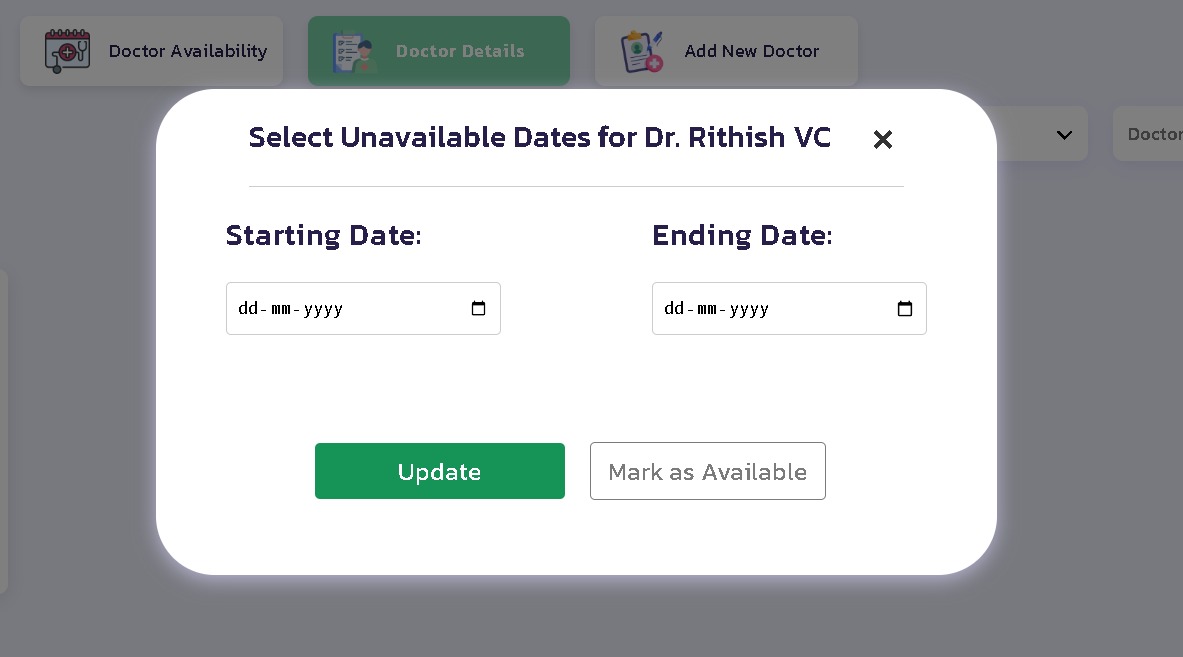 Doctor Availability
Doctor Details
Add New Doctor
Doctor
Select Unavailable Dates for Dr. Rithish VC
Starting Date:
Ending Date:
dd-mm-yyyy
dd-mm-yyyy
Update
Mark as Available